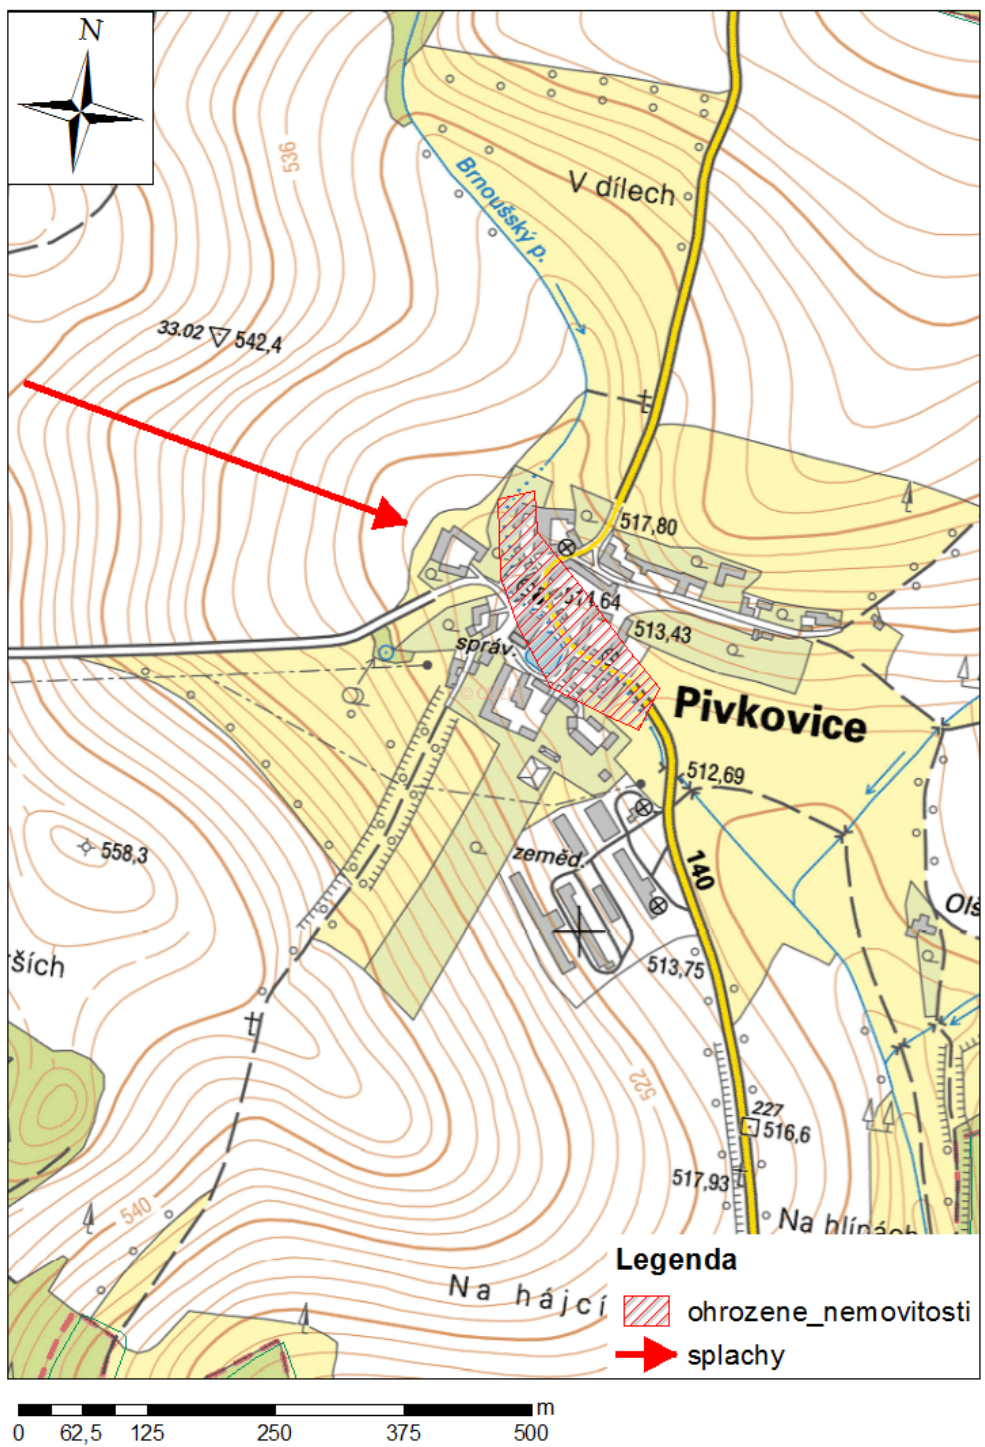 N
536
Brnoušský p.
V dílech
33.02 542,4
517,80
514,64
513,43
správ.
Pivkovice
512,69
558,3
zeměd.
140
Olš
ších
513,75
522
227
516,6
517,93
540
Na hlínách
Na hájcí
Legenda
ohrozene_nemovitosti
splachy
m
0 62,5 125 250 375 500